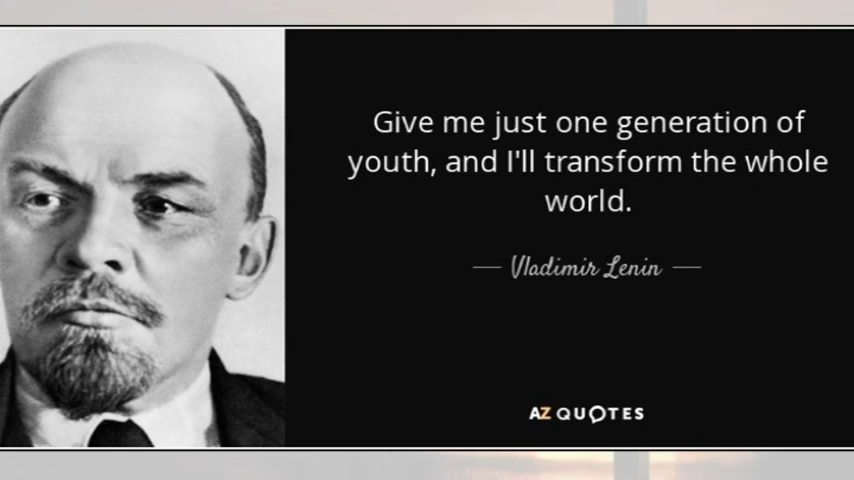 Give me just one generation of
youth, and I'll transform the whole
world.
Vladimir Lenin
AZ QUOTES